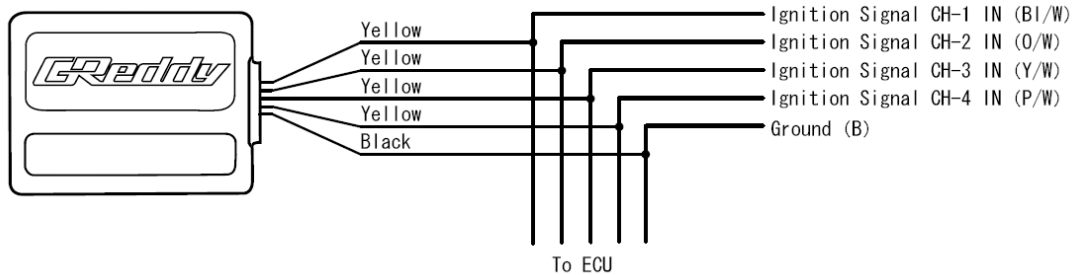 GReddy
Yellow
Yellow
Yellow
Yellow
Black
Ignition Signal CH-1 IN (Bl/W)
Ignition Signal CH-2 IN (O/W)
Ignition Signal CH-3 IN (Y/W)
Ignition Signal CH-4 IN (P/W)
Ground (B)
To ECU